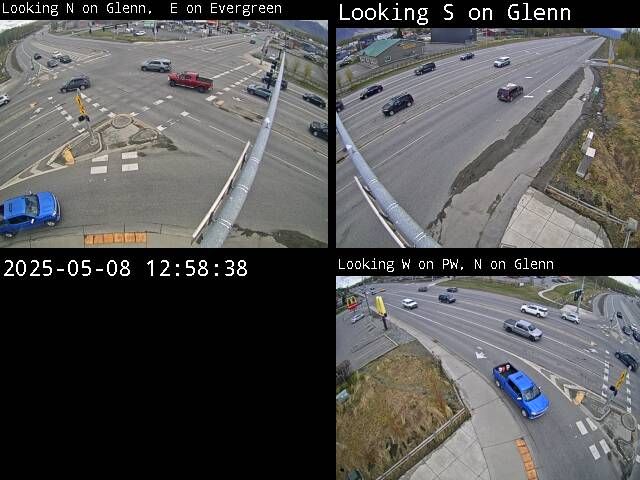 Looking N on Glenn,  E on Evergreen
Looking S on Glenn
2025-05-08 12:58:38
Looking W on PW, N on Glenn